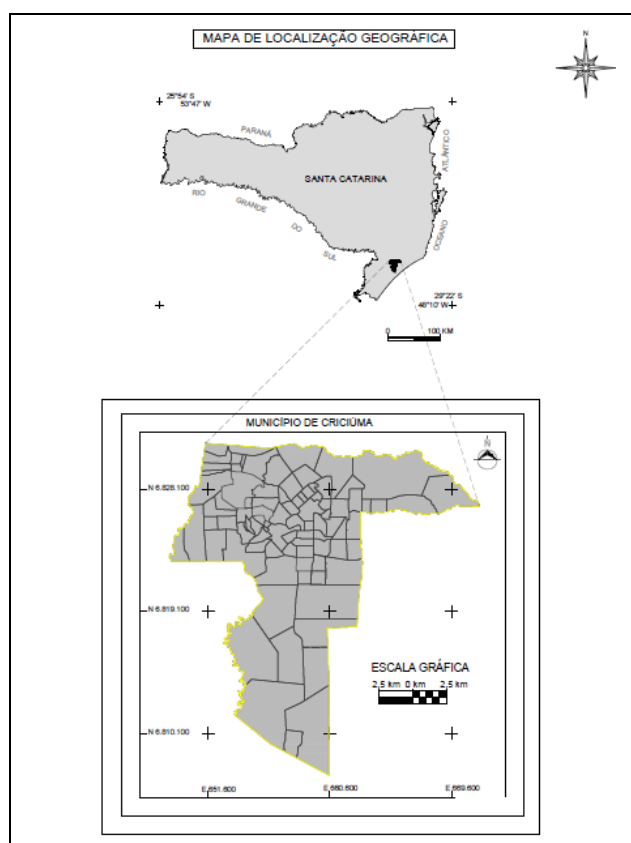 MAPA DE LOCALIZAÇÃO GEOGRÁFICA
N
25°54' S
53°47' W
PARANÁ
ATLÂNTICO
SANTA CATARINA
RIO GRANDE DO SUL
OCEANO
29°22' S
48°10' W
0 100 KM
MUNICÍPIO DE CRICIÚMA
N
N 6.828.100
N 6.819.100
ESCALA GRÁFICA
2,5 km 0 km 2,5 km
N 6.810.100
E.651.600
E.660.600
E.669.600